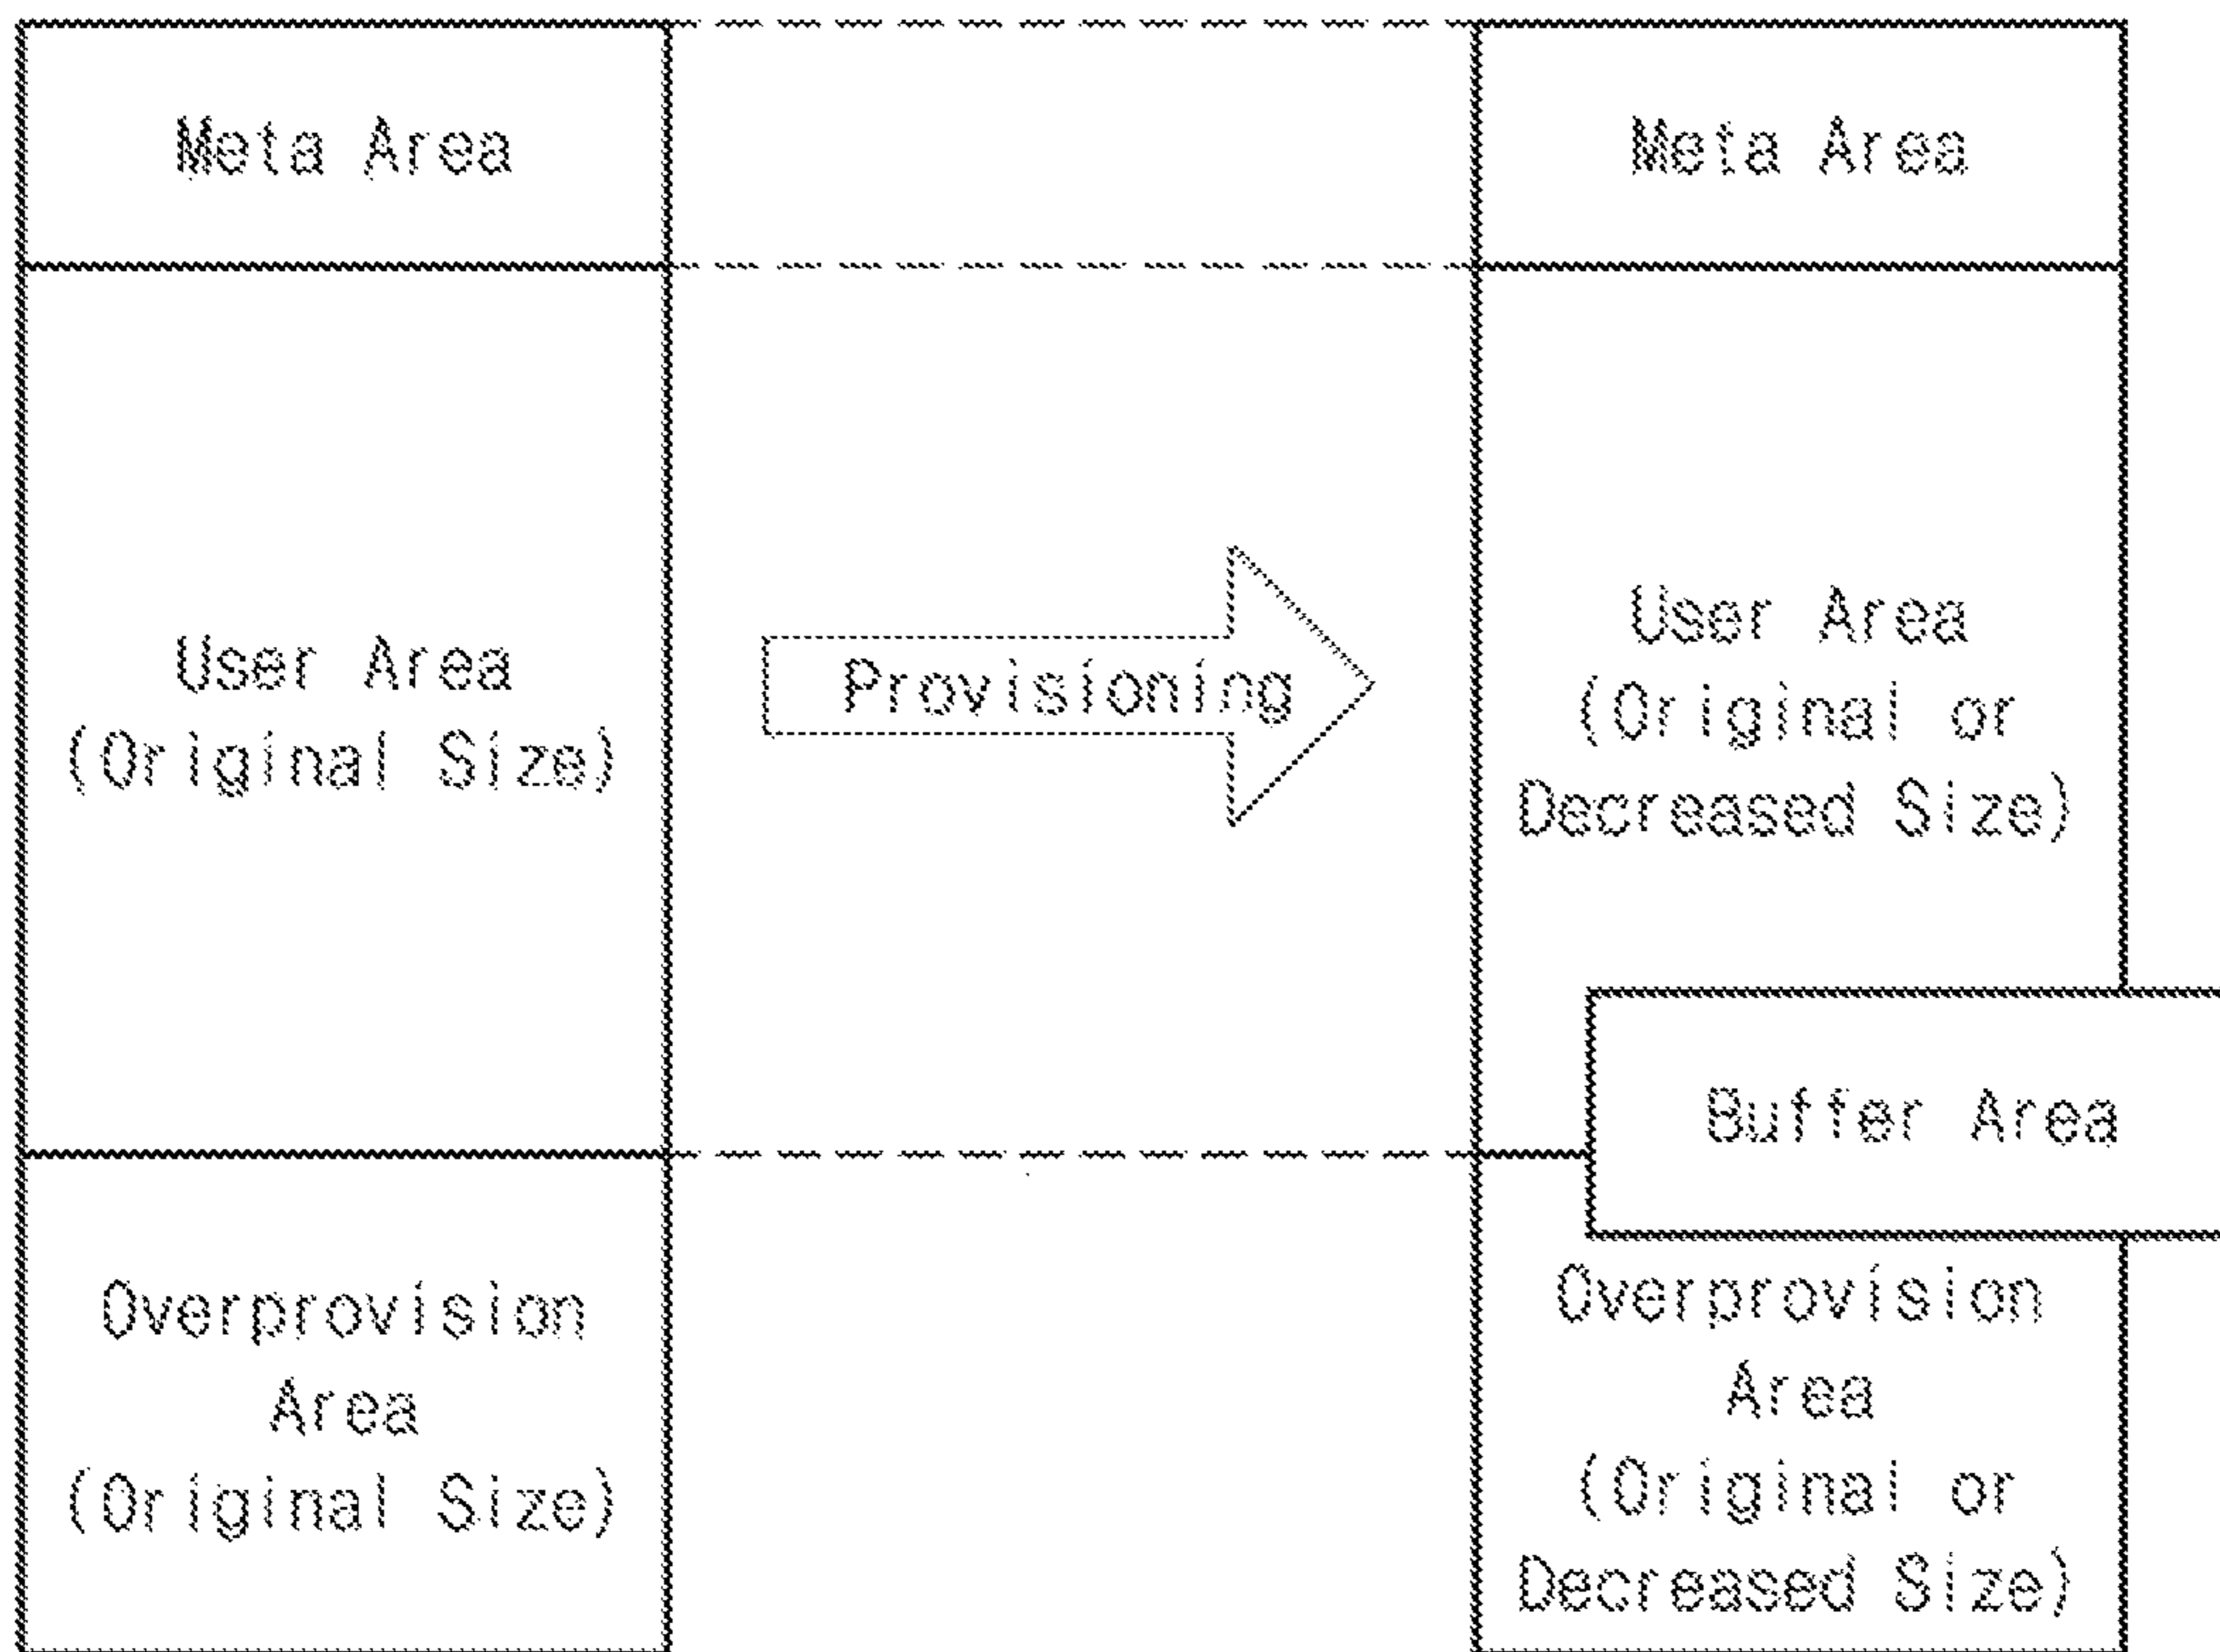 Meta Area
User Area
(Original Size)
Overprovision
Area
(Original Size)
Provisioning
Meta Area
User Area
(Original or
Decreased Size)
Buffer Area
Overprovision
Area
(Original or
Decreased Size)